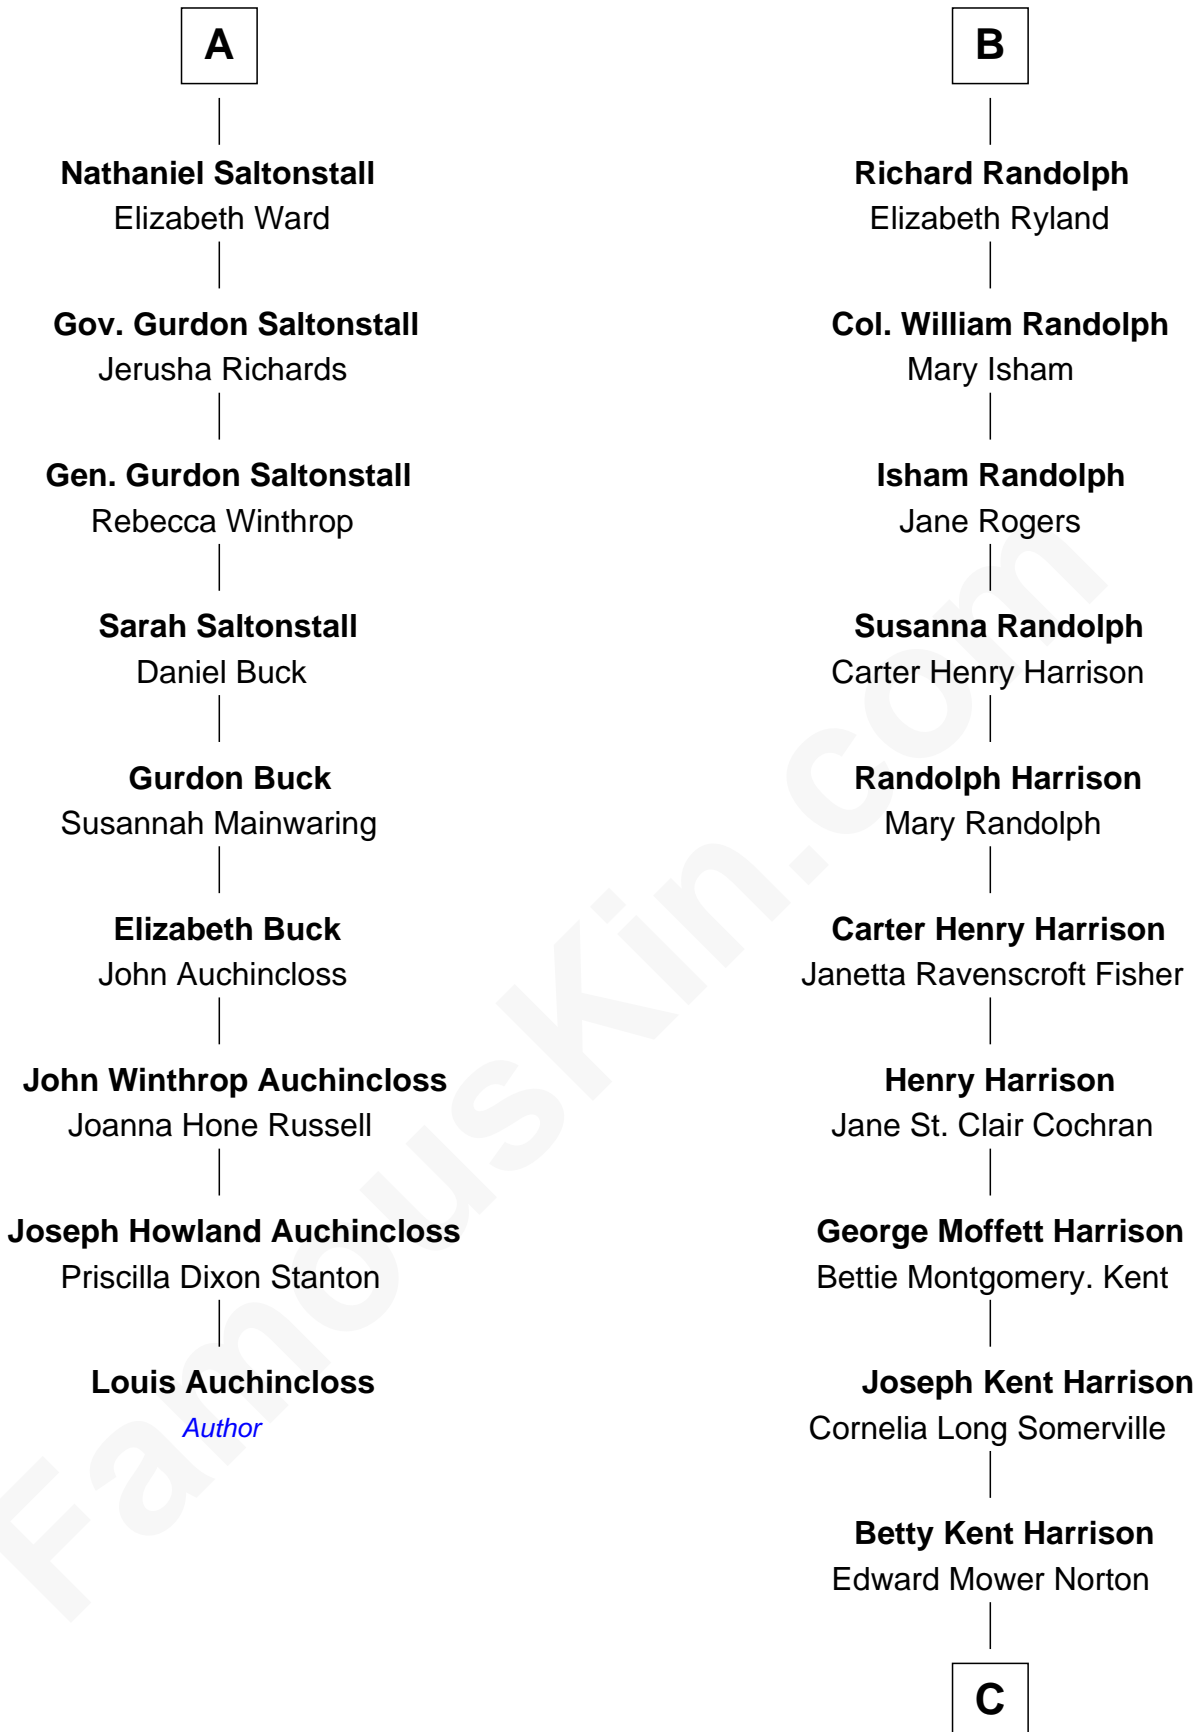 A
Nathaniel Saltonstall
Elizabeth Ward
Gov. Gurdon Saltonstall
Jerusha Richards
Gen. Gurdon Saltonstall
Rebecca Winthrop
Sarah Saltonstall
Daniel Buck
Gurdon Buck
Susannah Mainwaring
Elizabeth Buck
John Auchincloss
John Winthrop Auchincloss
Joanna Hone Russell
Joseph Howland Auchincloss
Priscilla Dixon Stanton
Louis Auchincloss
Author
B
Richard Randolph
Elizabeth Ryland
Col. William Randolph
Mary Isham
Isham Randolph
Jane Rogers
Susanna Randolph
Carter Henry Harrison
Randolph Harrison
Mary Randolph
Carter Henry Harrison
Janetta Ravenscroft Fisher
Henry Harrison
Jane St. Clair Cochran
George Moffett Harrison
Bettie Montgomery. Kent
Joseph Kent Harrison
Cornelia Long Somerville
Betty Kent Harrison
Edward Mower Norton
C
FamousKin.com